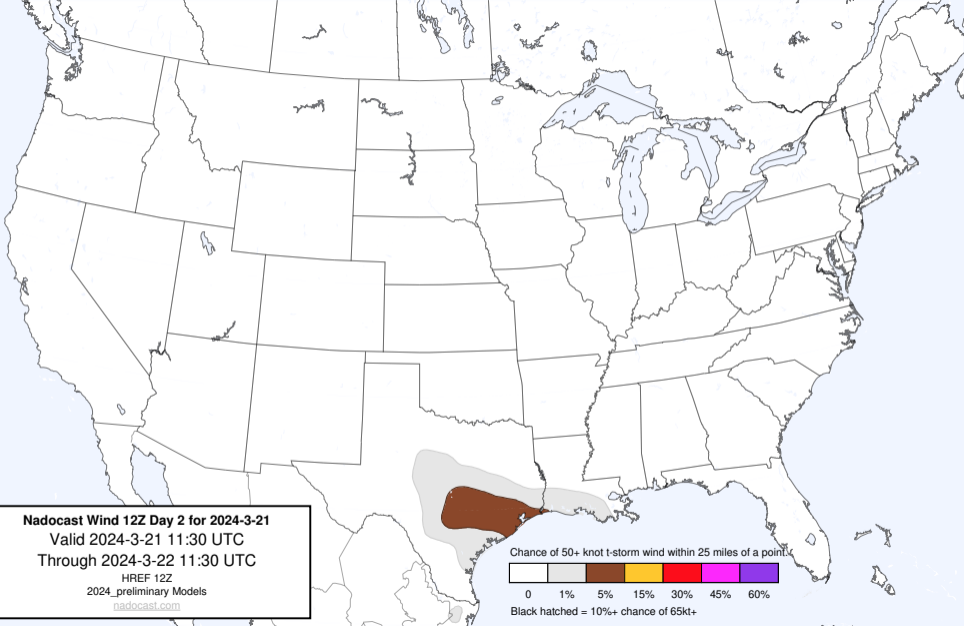 Nadocast Wind 12Z Day 2 for 2024-3-21
Valid 2024-3-21 11:30 UTC
Through 2024-3-22 11:30 UTC
HREF 12Z
2024_preliminary Models
nadocast.com
Chance of 50+ knot t-storm wind within 25 miles of a point.
0 1% 5% 15% 30% 45% 60%
Black hatched = 10%+ chance of 65kt+